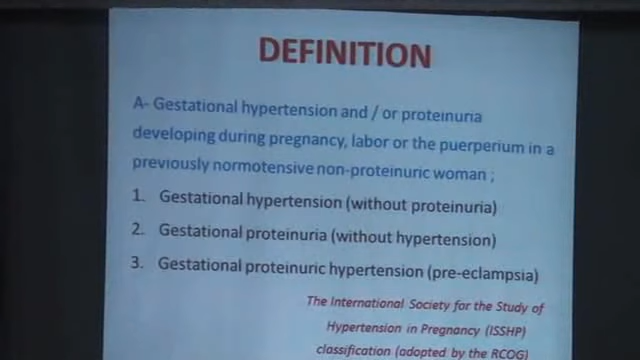 DEFINITION
A- Gestational hypertension and / or proteinuria
developing during pregnancy, labor or the puerperium in a
previously normotensive non-proteinuric woman ;
1. Gestational hypertension (without proteinuria)
2. Gestational proteinuria (without hypertension)
3. Gestational proteinuric hypertension (pre-eclampsia)
The International Society for the Study of
Hypertension in Pregnancy (ISSHP)
classification (adopted by the RCOG)